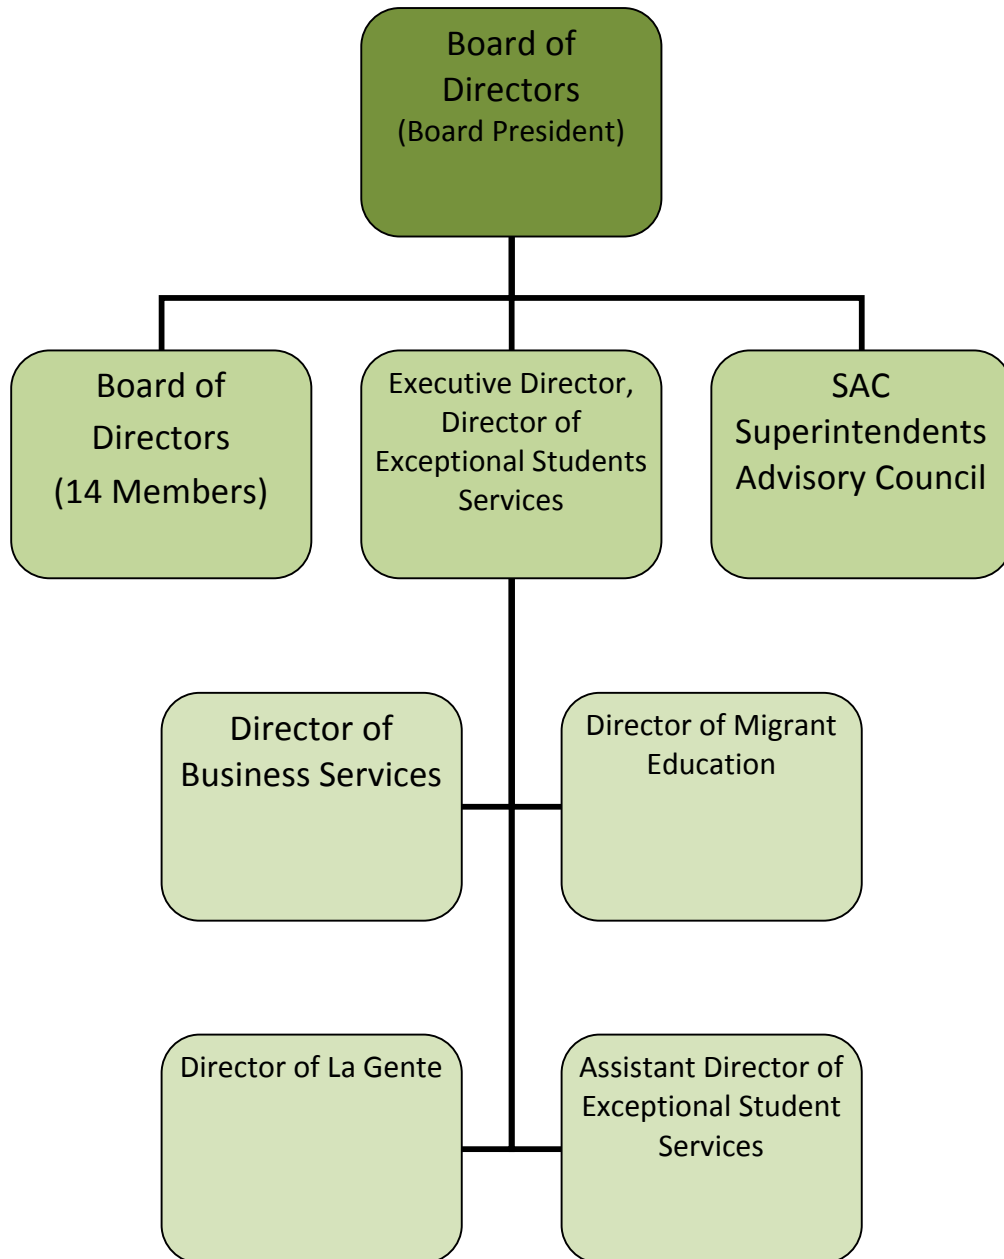 Board of
Directors
(Board President)
Board of
Directors
(14 Members)
Executive Director,
Director of
Exceptional Students
Services
SAC
Superintendents
Advisory Council
Director of
Business Services
Director of Migrant
Education
Director of La Gente
Assistant Director of
Exceptional Student
Services